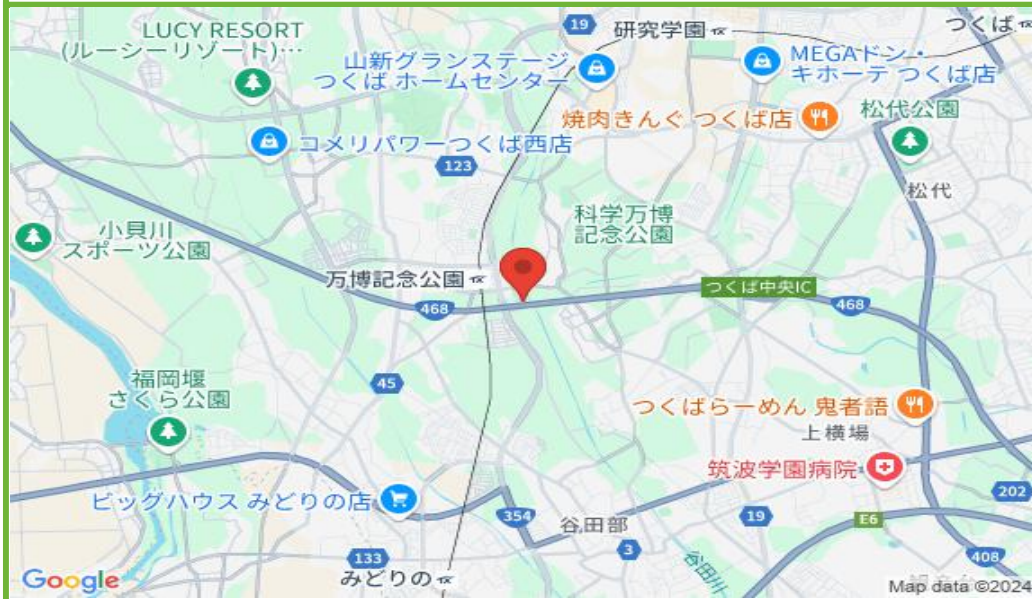 LUCY RESORT
(ルーシーリゾート)…
19
研究学園
つくば
山新グランステージ
つくば ホームセンター
MEGAドン・
キホーテ つくば店
焼肉きんぐ つくば店
松代公園
コメリパワーつくば西店
123
松代
科学万博
記念公園
小貝川
スポーツ公園
万博記念公園
つくば中央IC
468
468
45
福岡堰
さくら公園
つくばらーめん 鬼者語
上横場
筑波学園病院
ビッグハウス みどりの店
202
354
谷田部
19
E6
3
133
谷田川
408
みどりの
Google
Map data ©2024